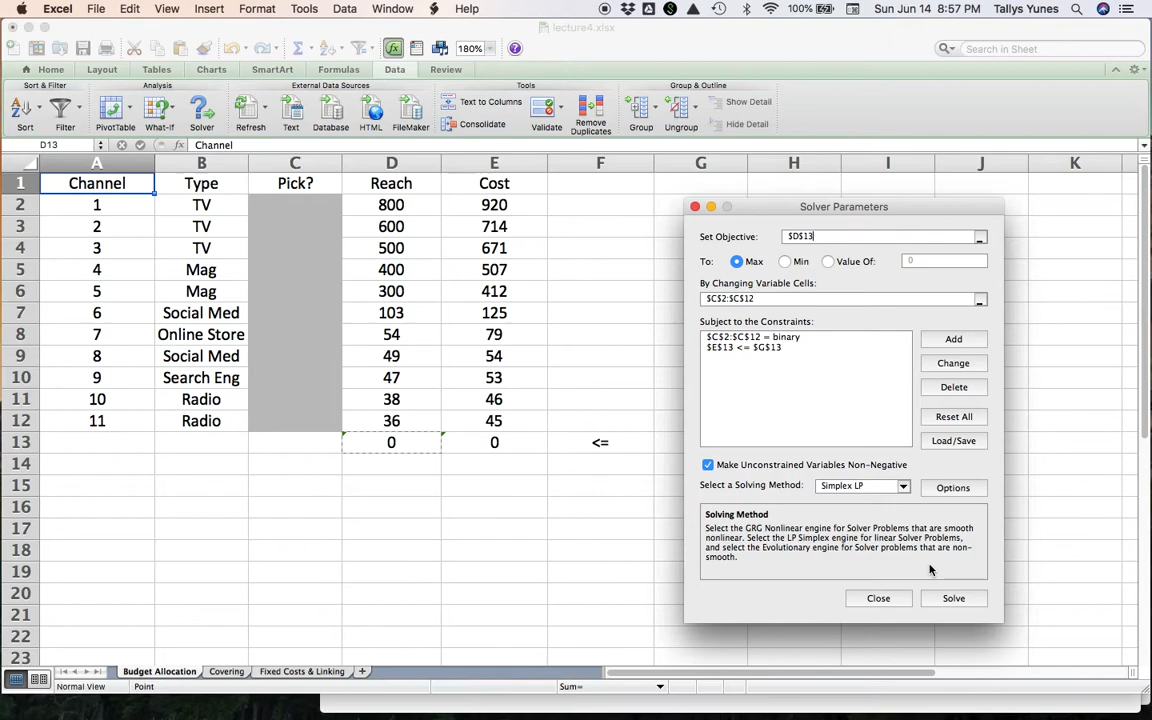 Excel File Edit View Insert Format Tools Data Window Help 100% Sun Jun 14 8:57 PM Tallys Yunes
lecture4.xlsx
180% Search in Sheet
Home Layout Tables Charts SmartArt Formulas Data Review
Sort & Filter Analysis External Data Sources Tools Group & Outline
Sort Filter PivotTable What-If Solver Refresh Text Database HTML FileMaker Text to Columns Consolidate Validate Remove Duplicates Group Ungroup Show Detail Hide Detail
D13 fx Channel
A B C D E F G H I J K
1 Channel Type Pick? Reach Cost
2 1 TV 800 920
3 2 TV 600 714
4 3 TV 500 671
5 4 Mag 400 507
6 5 Mag 300 412
7 6 Social Med 103 125
8 7 Online Store 54 79
9 8 Social Med 49 54
10 9 Search Eng 47 53
11 10 Radio 38 46
12 11 Radio 36 45
13 0 0 <=
14
15
16
17
18
19
20
21
22
23
Solver Parameters
Set Objective: $D$13
To: Max Min Value Of: 0
By Changing Variable Cells:
$C$2:$C$12
Subject to the Constraints:
$C$2:$C$12 = binary
$E$13 <= $G$13
Add
Change
Delete
Reset All
Load/Save
Make Unconstrained Variables Non-Negative
Select a Solving Method: Simplex LP Options
Solving Method
Select the GRG Nonlinear engine for Solver Problems that are smooth
nonlinear. Select the LP Simplex engine for linear Solver Problems,
and select the Evolutionary engine for Solver problems that are non-
smooth.
Close Solve
Budget Allocation Covering Fixed Costs & Linking +
Normal View Point Sum=